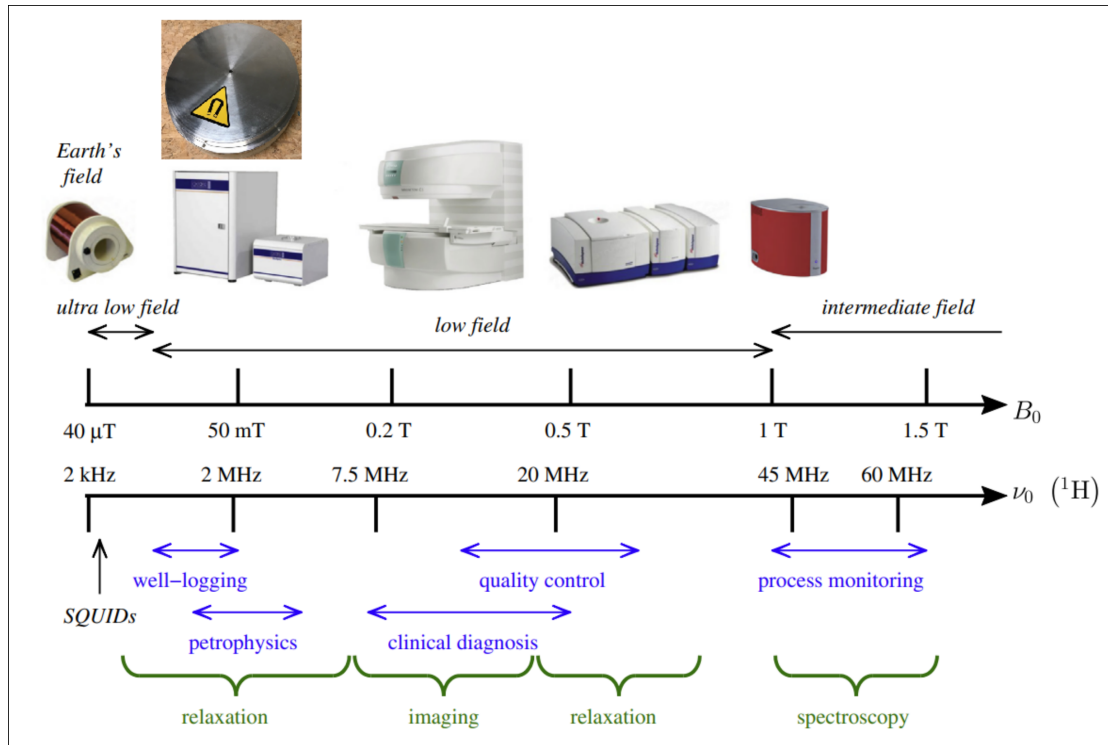 Earth's
field
ultra low field
low field
intermediate field
40 μT
50 mT
0.2 T
0.5 T
1 T
1.5 T
B₀
2 kHz
2 MHz
7.5 MHz
20 MHz
45 MHz
60 MHz
ν₀ (¹H)
well−logging
quality control
process monitoring
SQUIDs
petrophysics
clinical diagnosis
relaxation
imaging
relaxation
spectroscopy